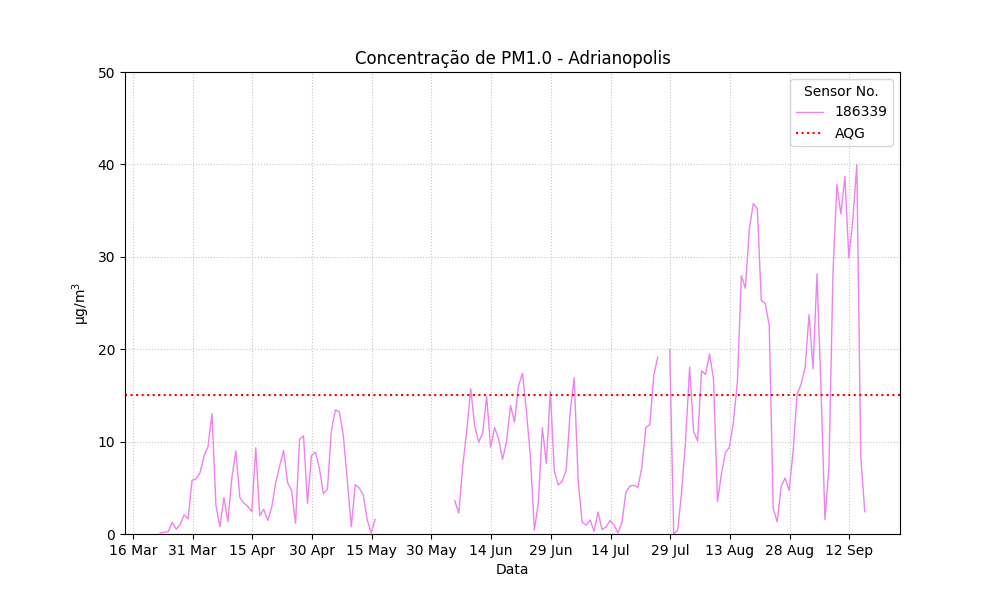 Concentração de PM1.0 - Adrianopolis
Sensor No.
186339
AQG
µg/m³
50
40
30
20
10
0
16 Mar 31 Mar 15 Apr 30 Apr 15 May 30 May 14 Jun 29 Jun 14 Jul 29 Jul 13 Aug 28 Aug 12 Sep
Data